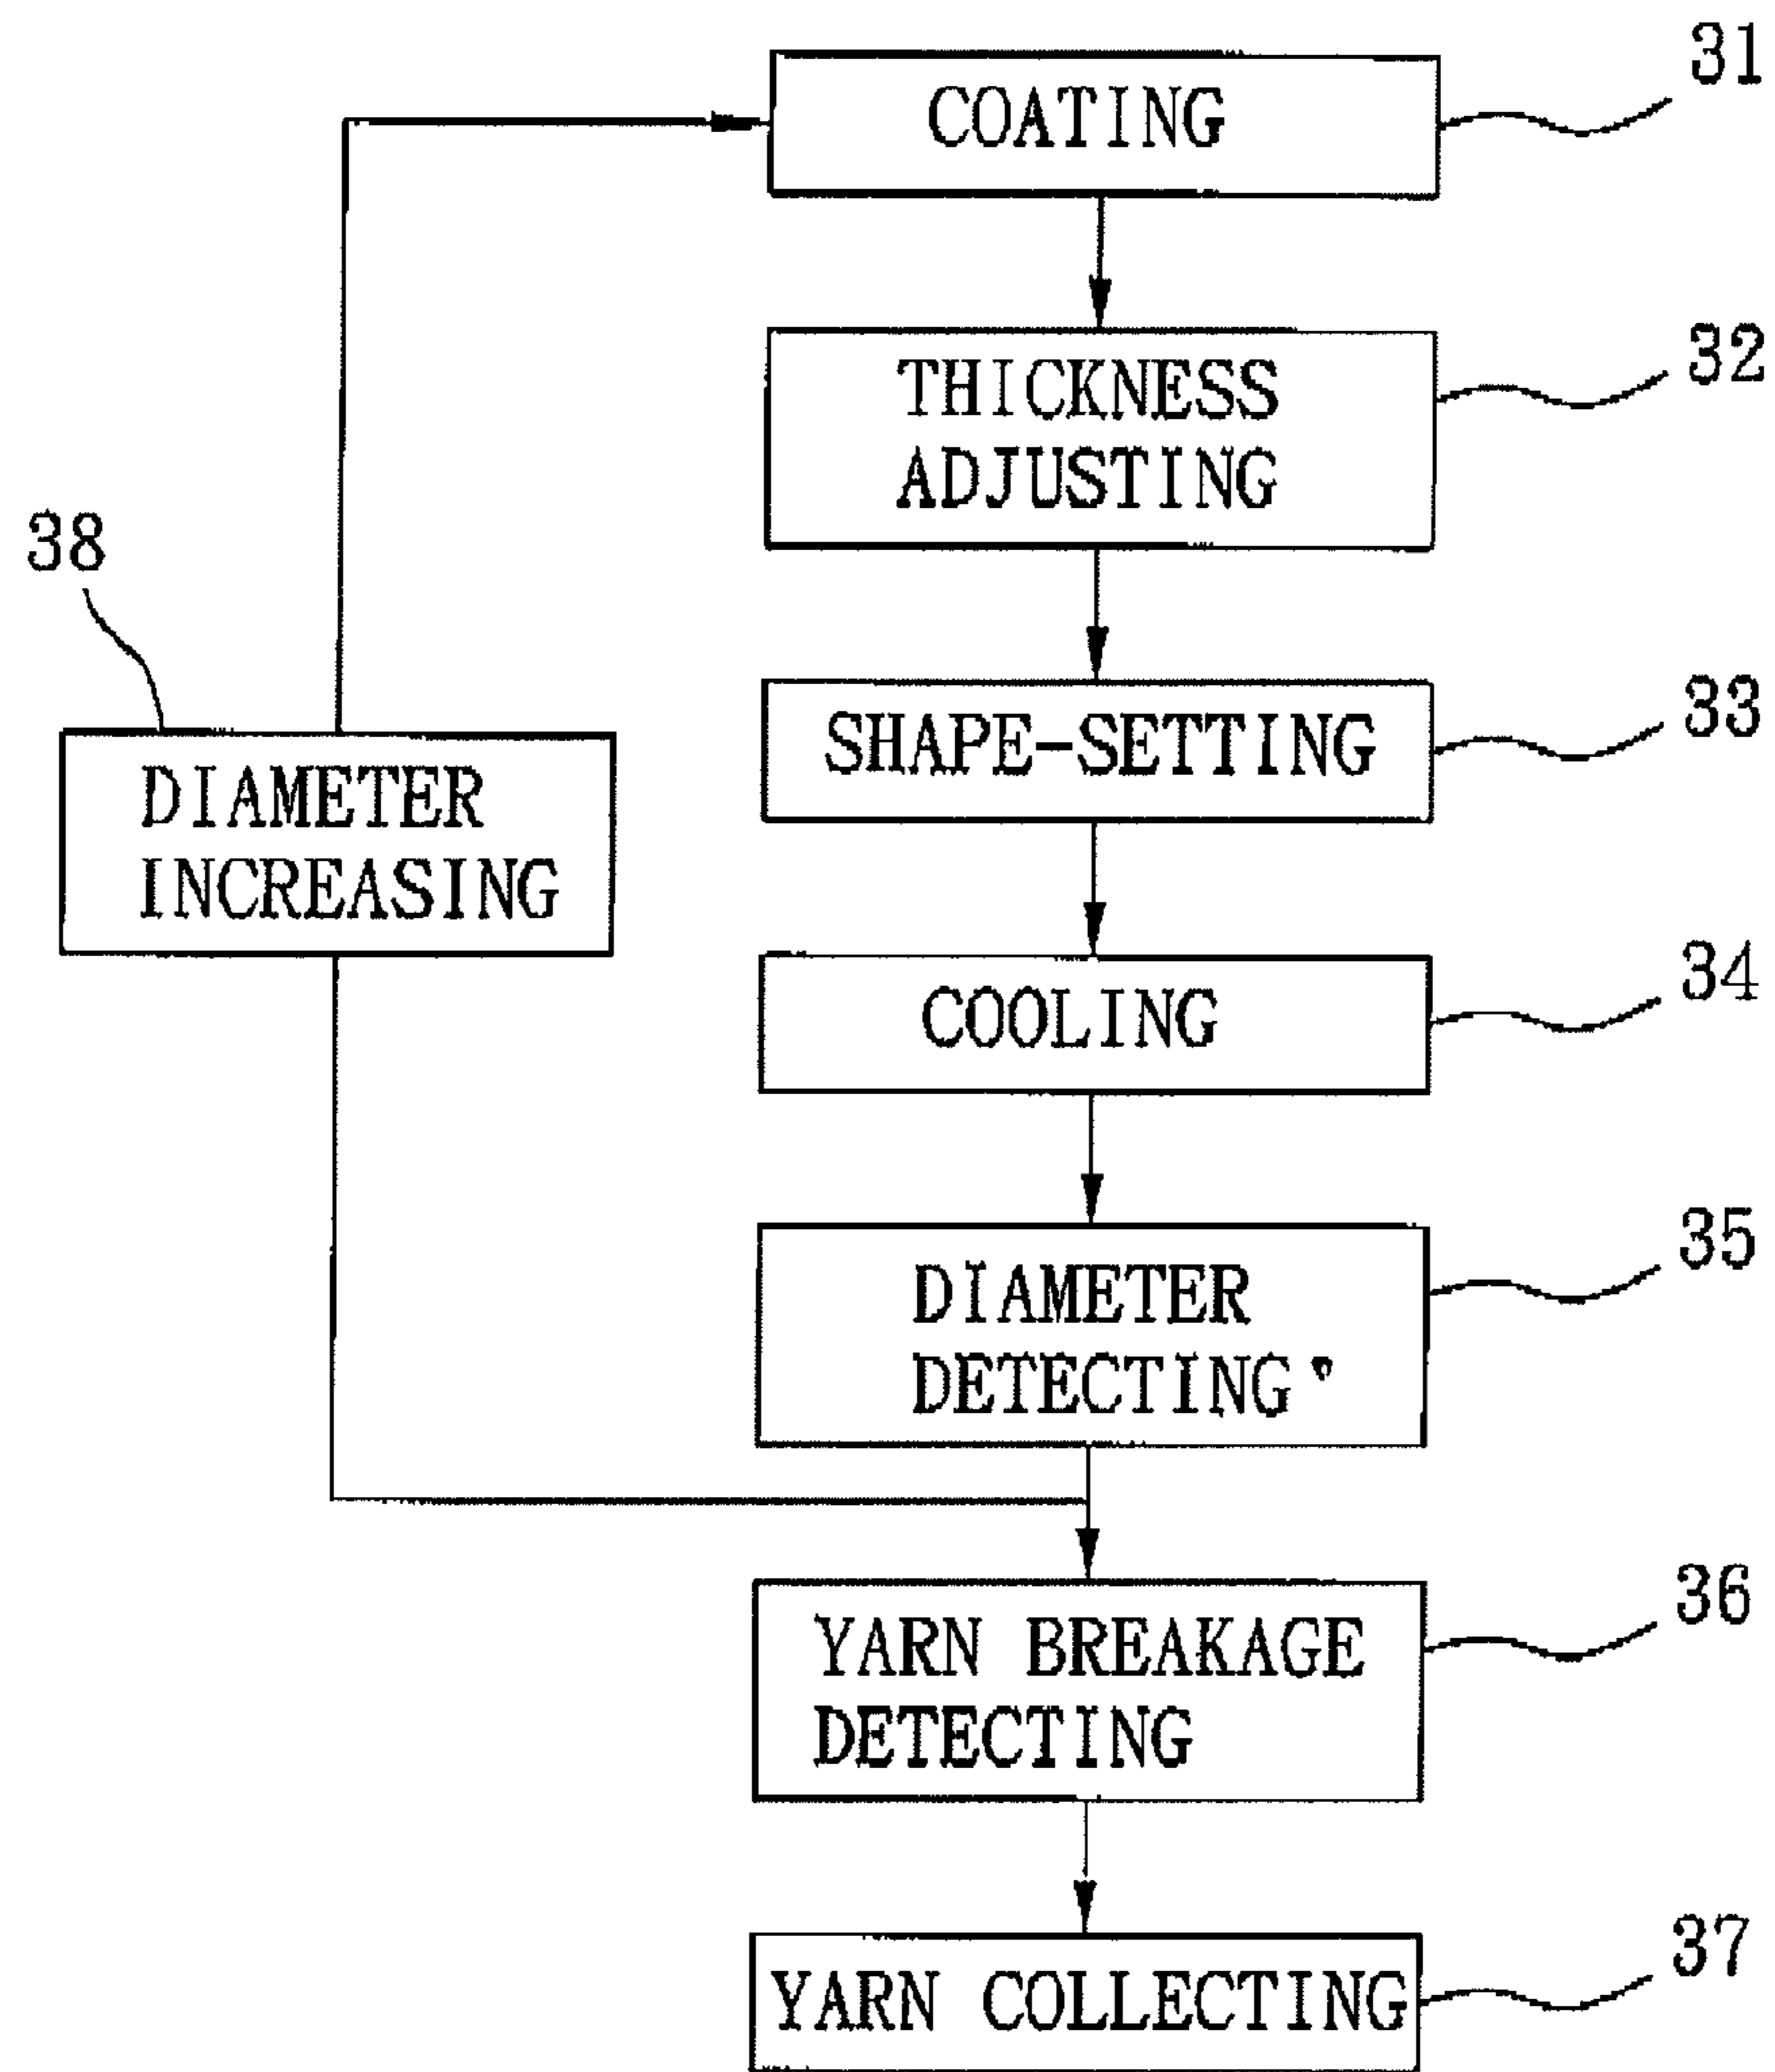 COATING
31
THICKNESS
ADJUSTING
32
SHAPE-SETTING
33
38
DIAMETER
INCREASING
COOLING
34
DIAMETER
DETECTING
35
YARN BREAKAGE
DETECTING
36
YARN COLLECTING
37